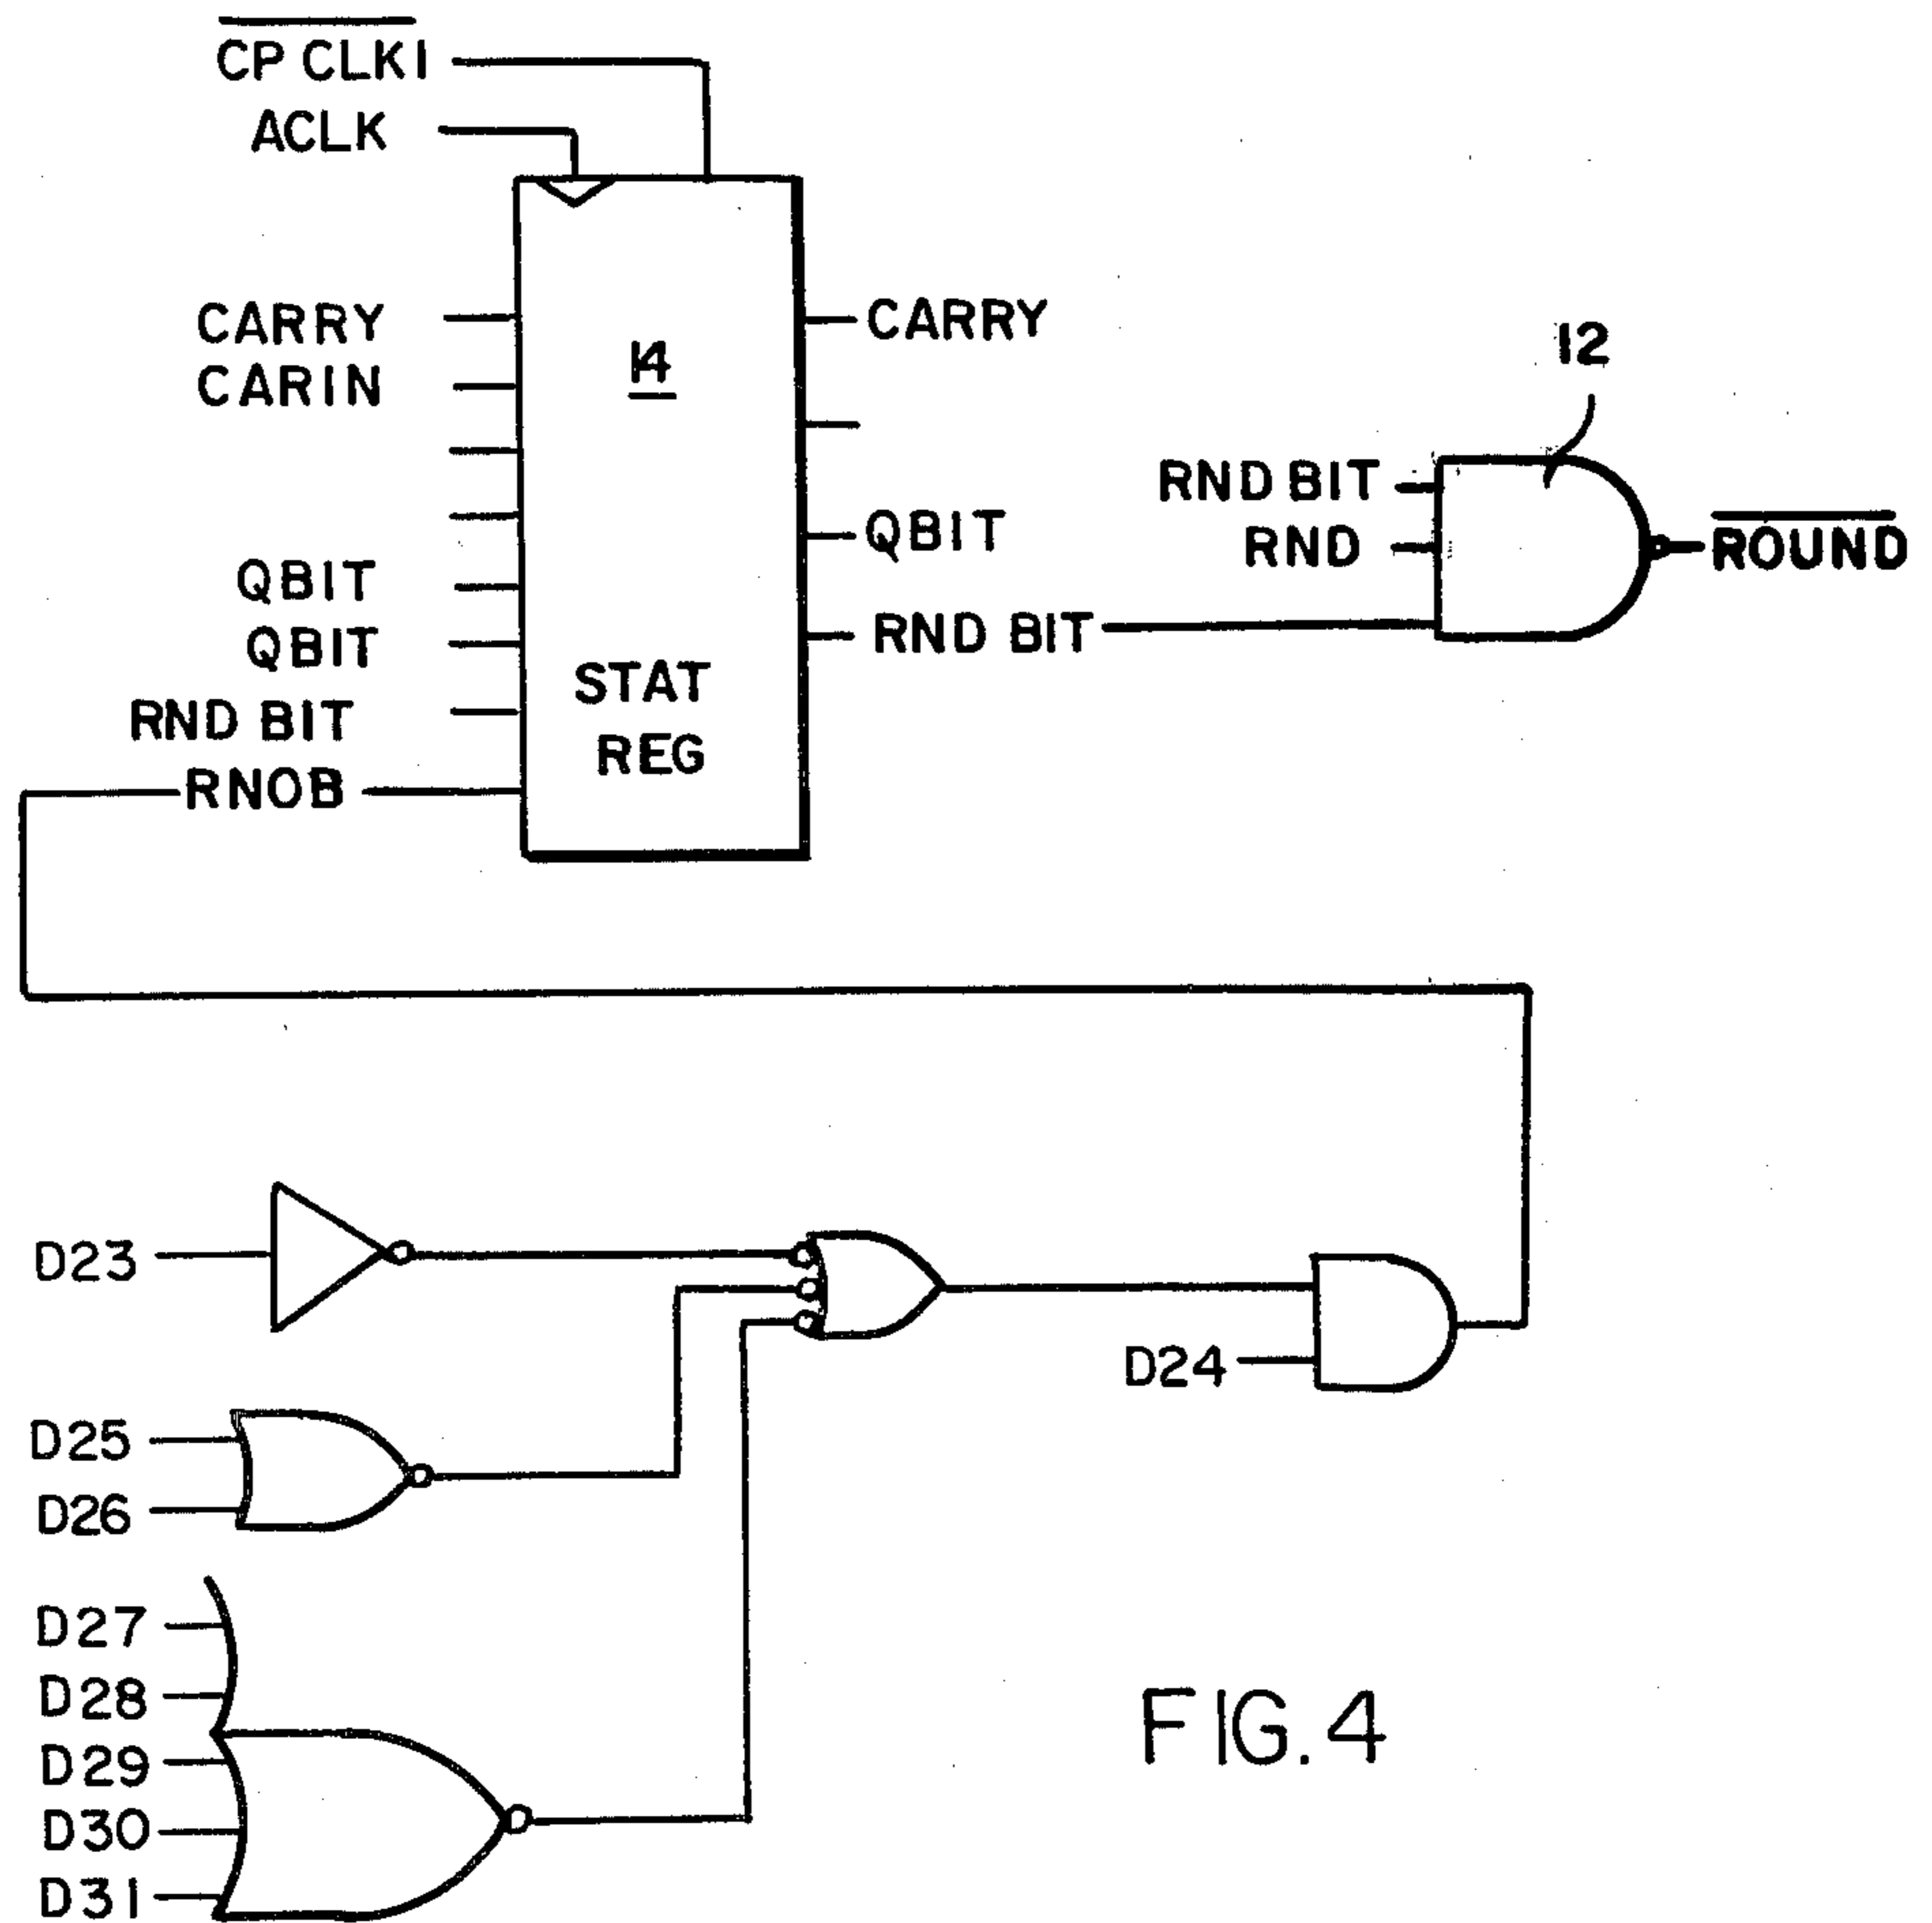 CP CLK1
ACLK
CARRY
CARIN
QBIT
QBIT
RND BIT
RNOB
14
STAT
REG
CARRY
QBIT
RND BIT
12
RND BIT
RND
ROUND
D23
D24
D25
D26
D27
D28
D29
D30
D31
FIG. 4